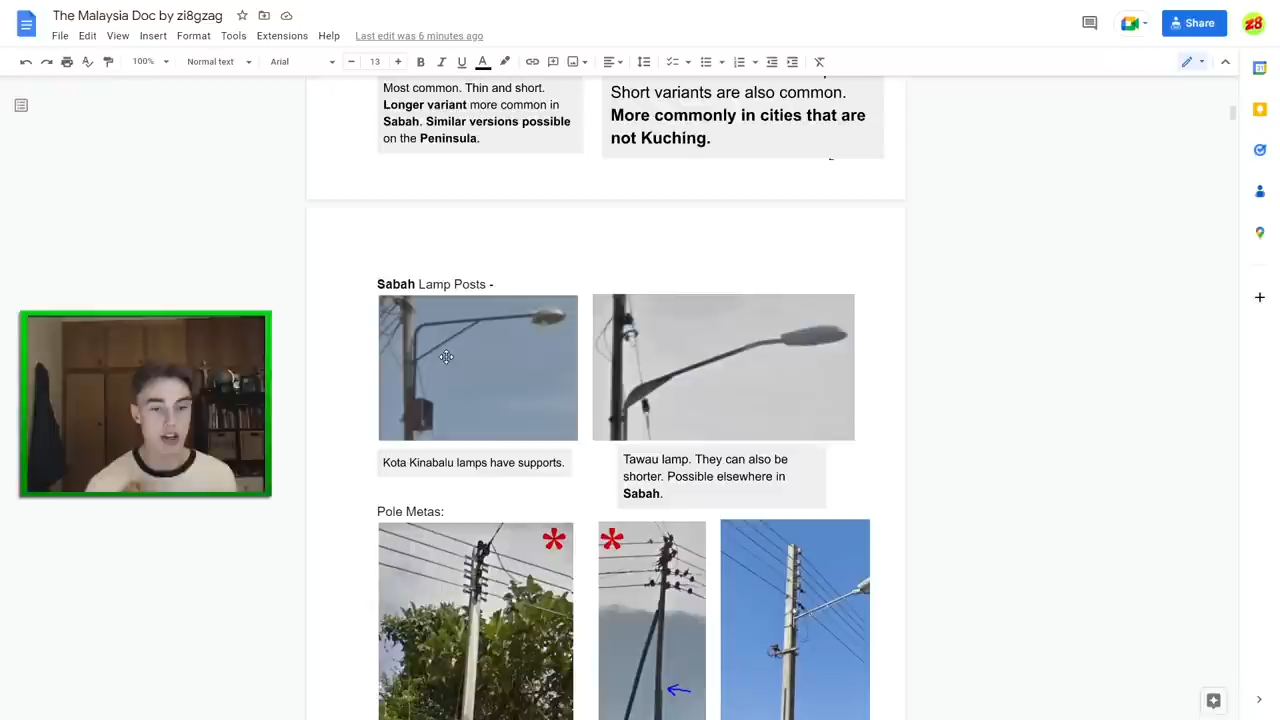 The Malaysia Doc by zi8gzag
File Edit View Insert Format Tools Extensions Help Last edit was 6 minutes ago
Share
Z8
100% Normal text Arial 13
Most common. Thin and short.
Longer variant more common in
Sabah. Similar versions possible
on the Peninsula.
Short variants are also common.
More commonly in cities that are
not Kuching.
Sabah Lamp Posts -
Kota Kinabalu lamps have supports.
Tawau lamp. They can also be
shorter. Possible elsewhere in
Sabah.
Pole Metas: